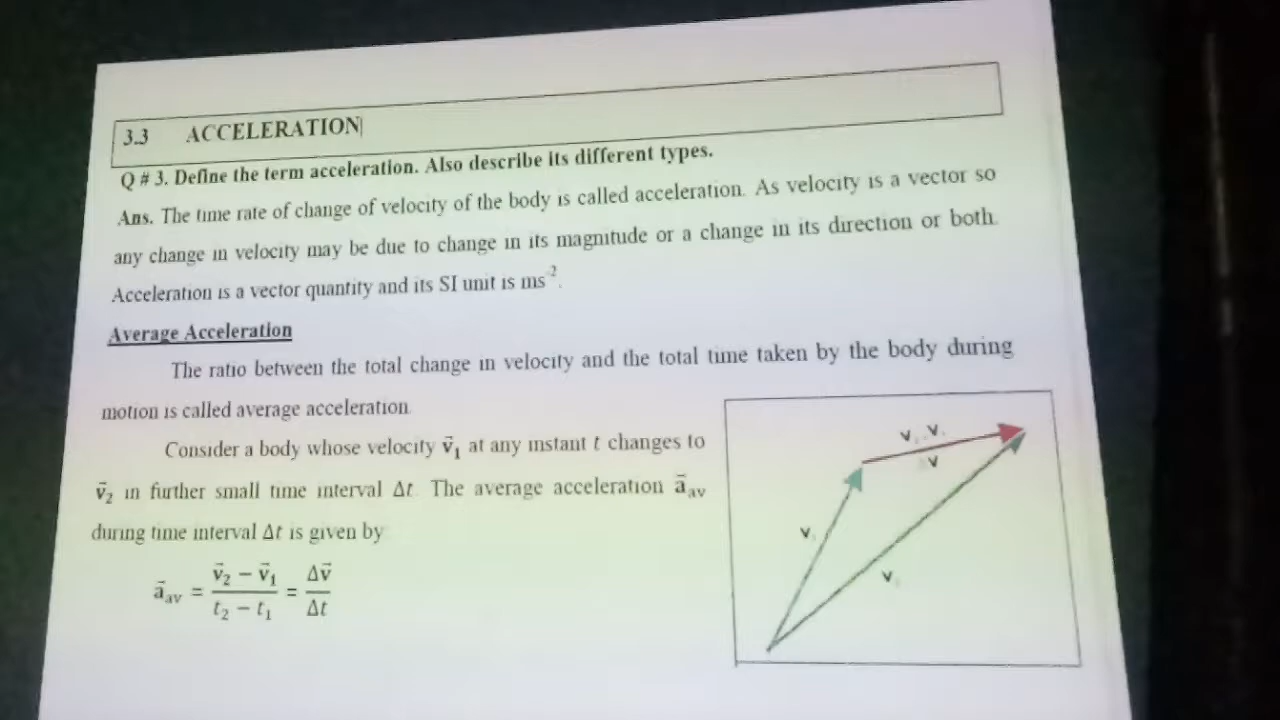 3.3 ACCELERATION
Q # 3. Define the term acceleration. Also describe its different types.
Ans. The time rate of change of velocity of the body is called acceleration. As velocity is a vector so
any change in velocity may be due to change in its magnitude or a change in its direction or both.
Acceleration is a vector quantity and its SI unit is ms⁻².
Average Acceleration
The ratio between the total change in velocity and the total time taken by the body during
motion is called average acceleration.
Consider a body whose velocity v⃗₁ at any instant t changes to
v⃗₂ in further small time interval Δt. The average acceleration a⃗ₐᵥ
during time interval Δt is given by
a⃗ₐᵥ = (v⃗₂ − v⃗₁)/(t₂ − t₁) = Δv⃗/Δt
v
v
v